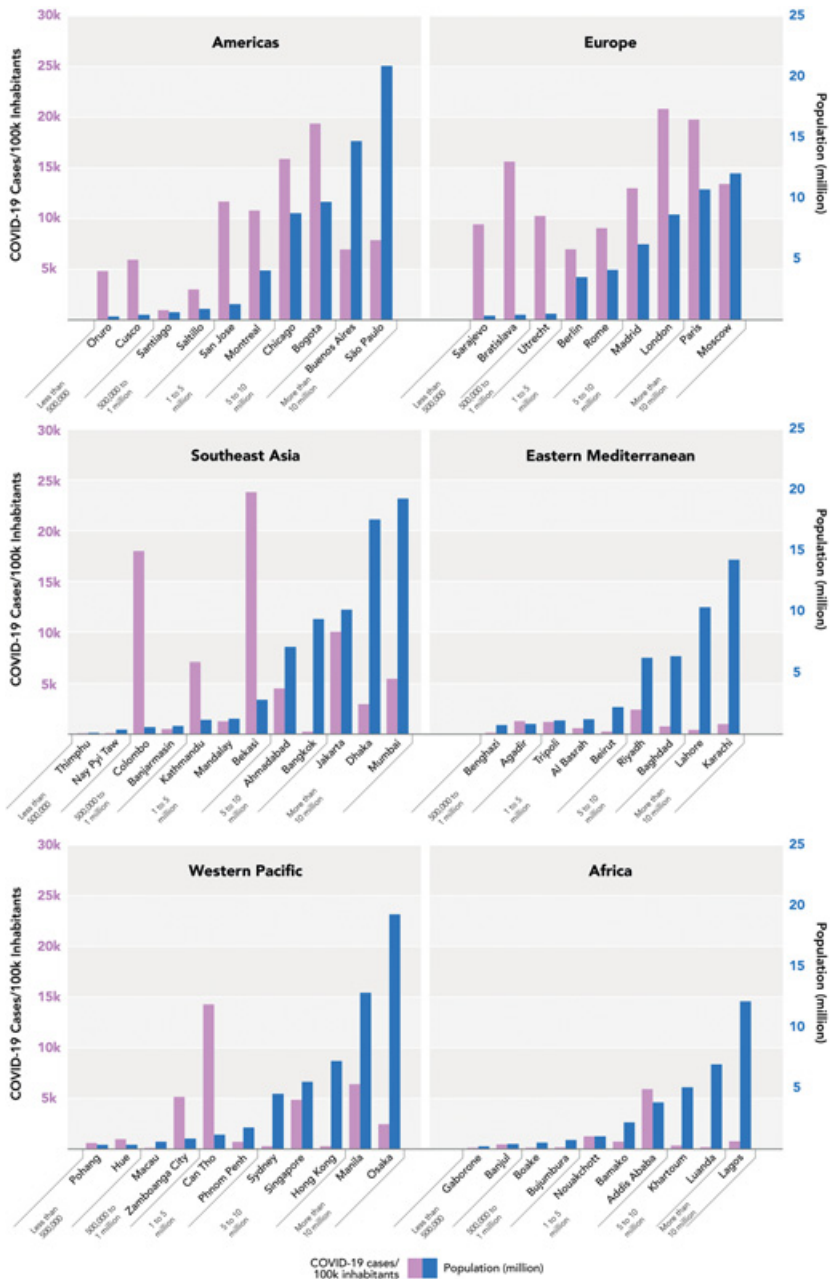 30k
25k
20k
15k
10k
5k
COVID-19 Cases/100k Inhabitants
Americas
Europe
25
20
15
10
5
Population (million)
Oruro
Cusco
Santiago
Saltillo
San Jose
Montreal
Chicago
Bogota
Buenos Aires
São Paulo
Less than
500,000
500,000 to
1 million
1 to 5
million
5 to 10
million
More than
10 million
Sarajevo
Bratislava
Utrecht
Berlin
Rome
Madrid
London
Paris
Moscow
Less than
500,000
500,000 to
1 million
1 to 5
million
5 to 10
million
More than
10 million
30k
25k
20k
15k
10k
5k
COVID-19 Cases/100k Inhabitants
Southeast Asia
Eastern Mediterranean
25
20
15
10
5
Population (million)
Thimphu
Nay Pyi Taw
Colombo
Banjarmasin
Kathmandu
Mandalay
Bekasi
Ahmadabad
Bangkok
Jakarta
Dhaka
Mumbai
Less than
500,000
500,000 to
1 million
1 to 5
million
5 to 10
million
More than
10 million
Benghazi
Agadir
Tripoli
Al Basrah
Beirut
Riyadh
Baghdad
Lahore
Karachi
500,000 to
1 million
1 to 5
million
5 to 10
million
More than
10 million
30k
25k
20k
15k
10k
5k
COVID-19 Cases/100k Inhabitants
Western Pacific
Africa
25
20
15
10
5
Population (million)
Pohang
Hue
Macau
Zamboanga City
Can Tho
Phnom Penh
Sydney
Singapore
Hong Kong
Manila
Osaka
Less than
500,000
500,000 to
1 million
1 to 5
million
5 to 10
million
More than
10 million
Gaborone
Banjul
Boake
Bujumbura
Nouakchott
Bamako
Addis Ababa
Khartoum
Luanda
Lagos
Less than
500,000
500,000 to
1 million
1 to 5
million
5 to 10
million
More than
10 million
COVID-19 cases/
100k inhabitants
Population (million)